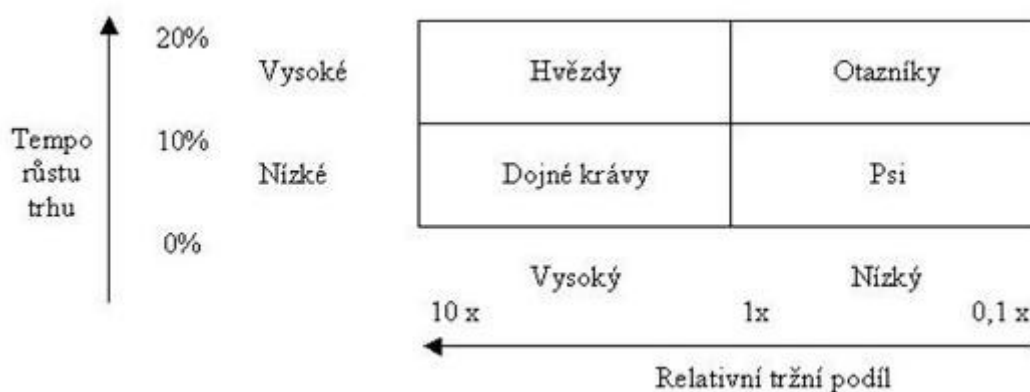 20%
Vysoké Hvězdy Otazníky
Tempo
růstu
trhu
10%
Nízké Dojné krávy Psi
0%
Vysoký Nízký
10 x 1x 0,1 x
Relativní tržní podíl